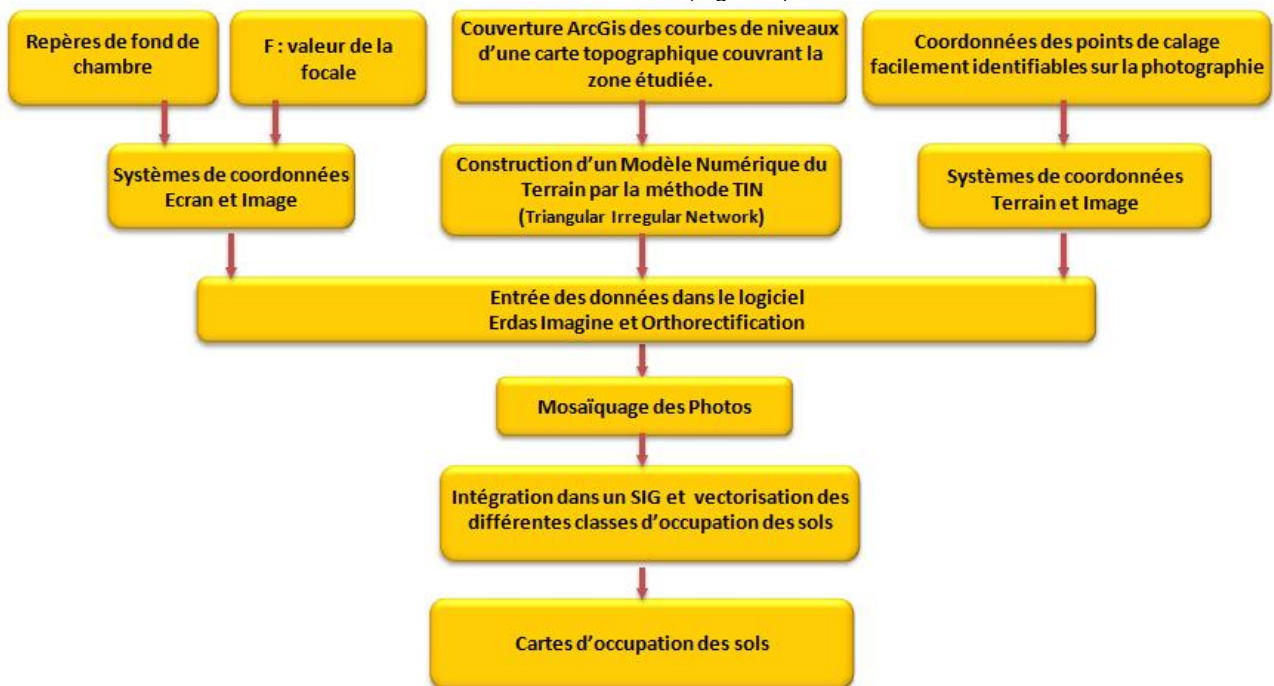 Repères de fond de
chambre
F : valeur de la
focale
Couverture ArcGis des courbes de niveaux
d'une carte topographique couvrant la
zone étudiée.
Coordonnées des points de calage
facilement identifiables sur la photographie
Systèmes de coordonnées
Ecran et Image
Construction d'un Modèle Numérique du
Terrain par la méthode TIN
(Triangular Irregular Network)
Systèmes de coordonnées
Terrain et Image
Entrée des données dans le logiciel
Erdas Imagine et Orthorectification
Mosaïquage des Photos
Intégration dans un SIG et vectorisation des
différentes classes d'occupation des sols
Cartes d'occupation des sols